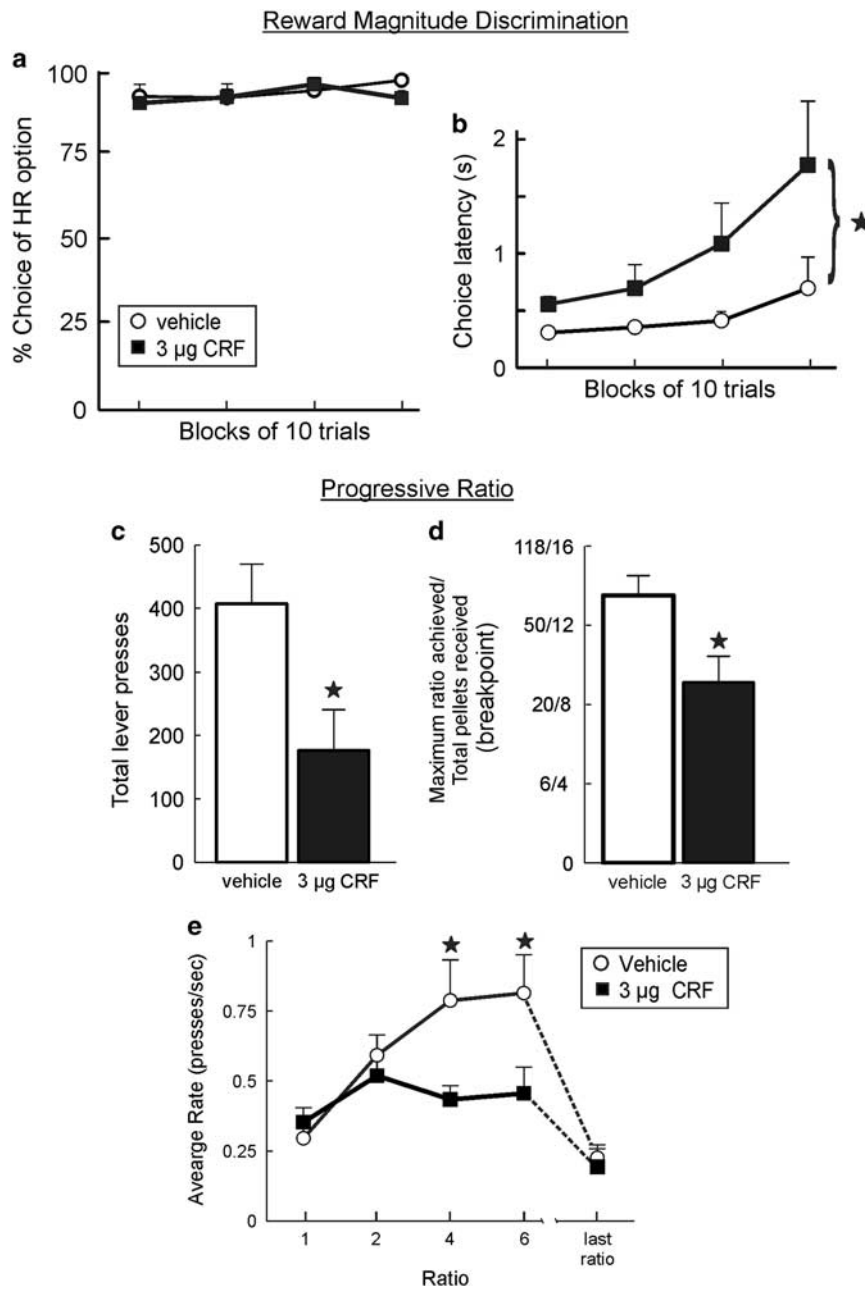 Reward Magnitude Discrimination
a
100
75
50
25
0
% Choice of HR option
vehicle
3 µg CRF
Blocks of 10 trials
b
2
1
0
Choice latency (s)
Blocks of 10 trials
Progressive Ratio
c
500
400
300
200
100
0
Total lever presses
vehicle
3 µg CRF
d
118/16
50/12
20/8
6/4
0
Maximum ratio achieved/
Total pellets received
(breakpoint)
vehicle
3 µg CRF
e
1
0.75
0.5
0.25
0
Avearge Rate (presses/sec)
Vehicle
3 µg CRF
1
2
4
6
last
ratio
Ratio